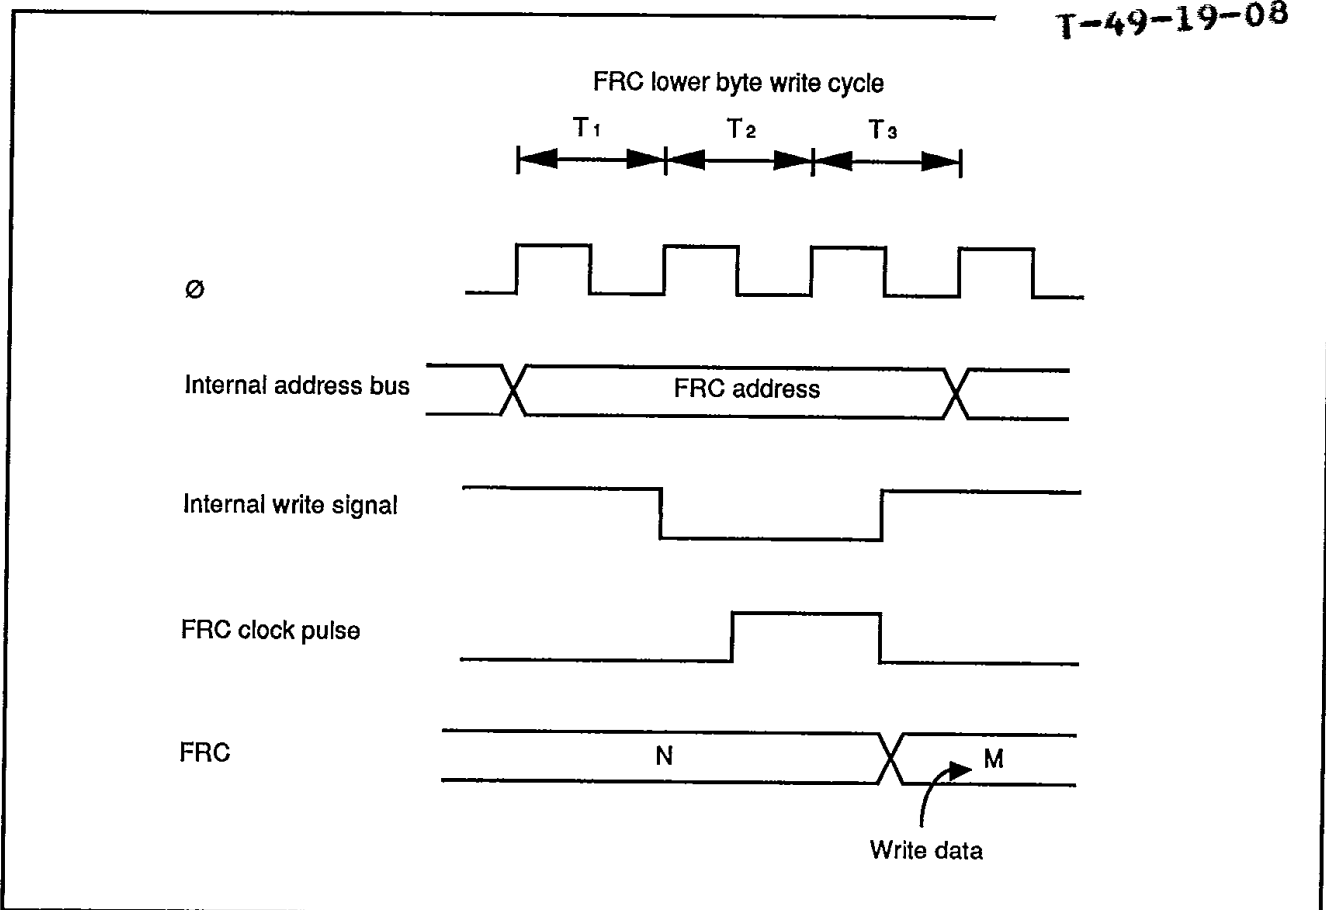 T-49-19-08
FRC lower byte write cycle
T1 T2 T3
Ø
Internal address bus
FRC address
Internal write signal
FRC clock pulse
FRC
N
M
Write data